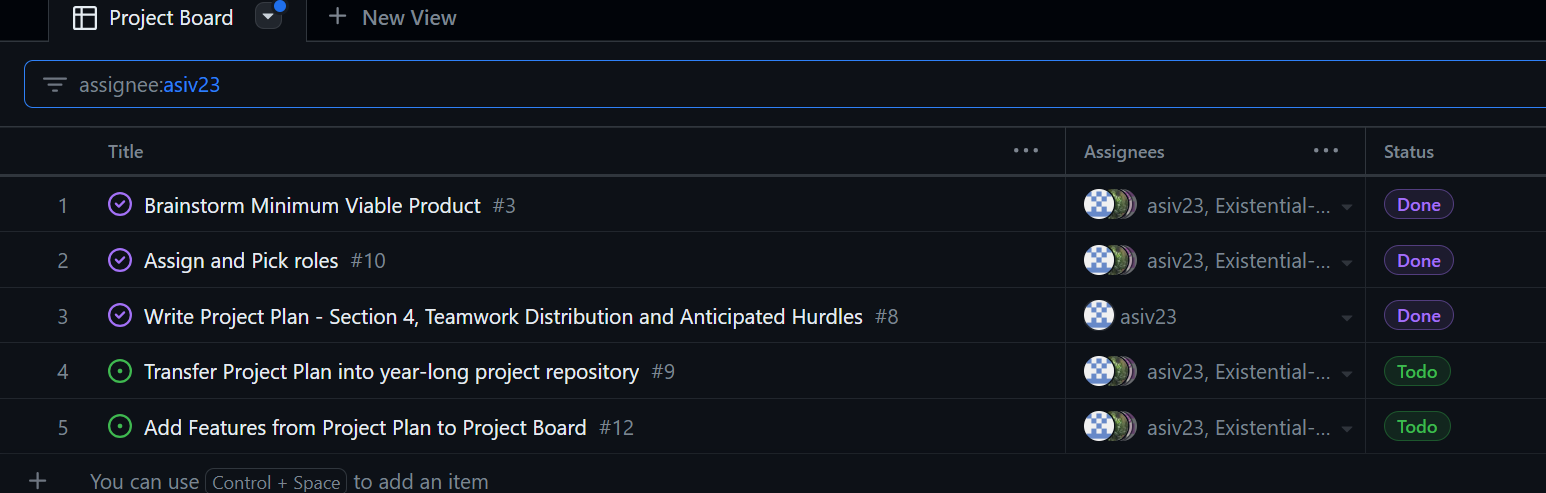 Project Board + New View
assignee:asiv23
Title ... Assignees ... Status
1 Brainstorm Minimum Viable Product #3 asiv23, Existential-... Done
2 Assign and Pick roles #10 asiv23, Existential-... Done
3 Write Project Plan - Section 4, Teamwork Distribution and Anticipated Hurdles #8 asiv23 Done
4 Transfer Project Plan into year-long project repository #9 asiv23, Existential-... Todo
5 Add Features from Project Plan to Project Board #12 asiv23, Existential-... Todo
+ You can use Control + Space to add an item